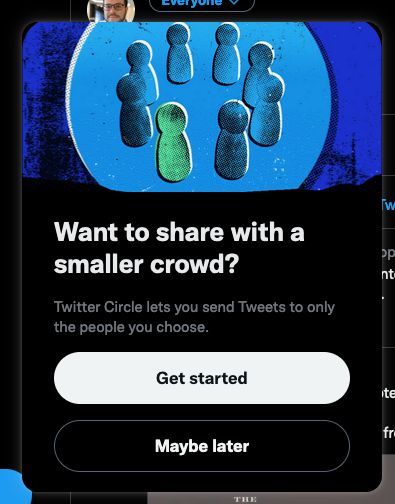 Everyone
Want to share with a
smaller crowd?
Twitter Circle lets you send Tweets to only
the people you choose.
Get started
Maybe later
THE